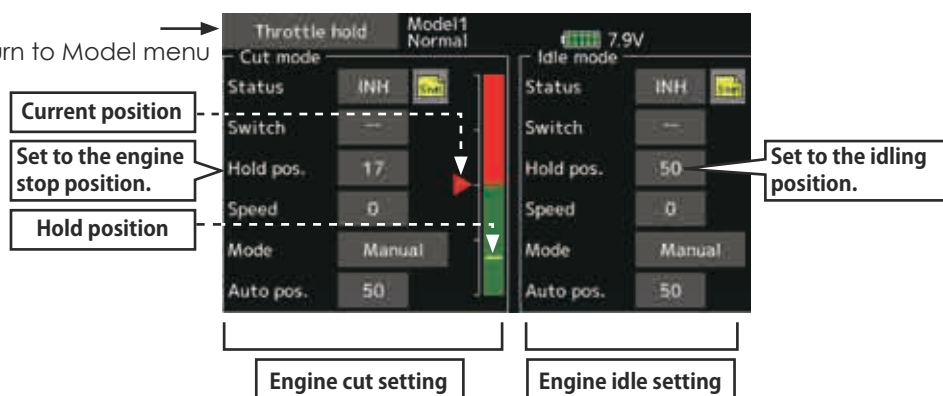 Throttle hold
Model1
Normal
7.9V
urn to Model menu
Cut mode
Status INH
Switch --
Hold pos. 17
Speed 0
Mode Manual
Auto pos. 50
Idle mode
Status INH
Switch --
Hold pos. 50
Speed 0
Mode Manual
Auto pos. 50
Current position
Set to the engine
stop position.
Hold position
Set to the idling
position.
Engine cut setting
Engine idle setting